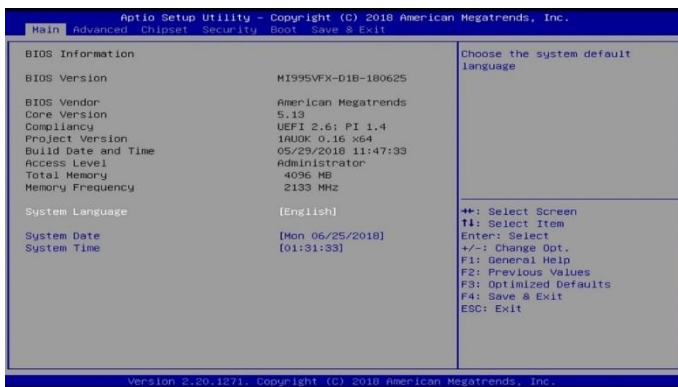 Aptio Setup Utility – Copyright (C) 2018 American Megatrends, Inc.
Main Advanced Chipset Security Boot Save & Exit
BIOS Information
BIOS Version MI995VFX-D1B-180625
BIOS Vendor American Megatrends
Core Version 5.13
Compliancy UEFI 2.6; PI 1.4
Project Version 1AUOK 0.16 x64
Build Date and Time 05/29/2018 11:47:33
Access Level Administrator
Total Memory 4096 MB
Memory Frequency 2133 MHz
System Language [English]
System Date [Mon 06/25/2018]
System Time [01:31:33]
Choose the system default
language
→←: Select Screen
↑↓: Select Item
Enter: Select
+/-: Change Opt.
F1: General Help
F2: Previous Values
F3: Optimized Defaults
F4: Save & Exit
ESC: Exit
Version 2.20.1271. Copyright (C) 2018 American Megatrends, Inc.